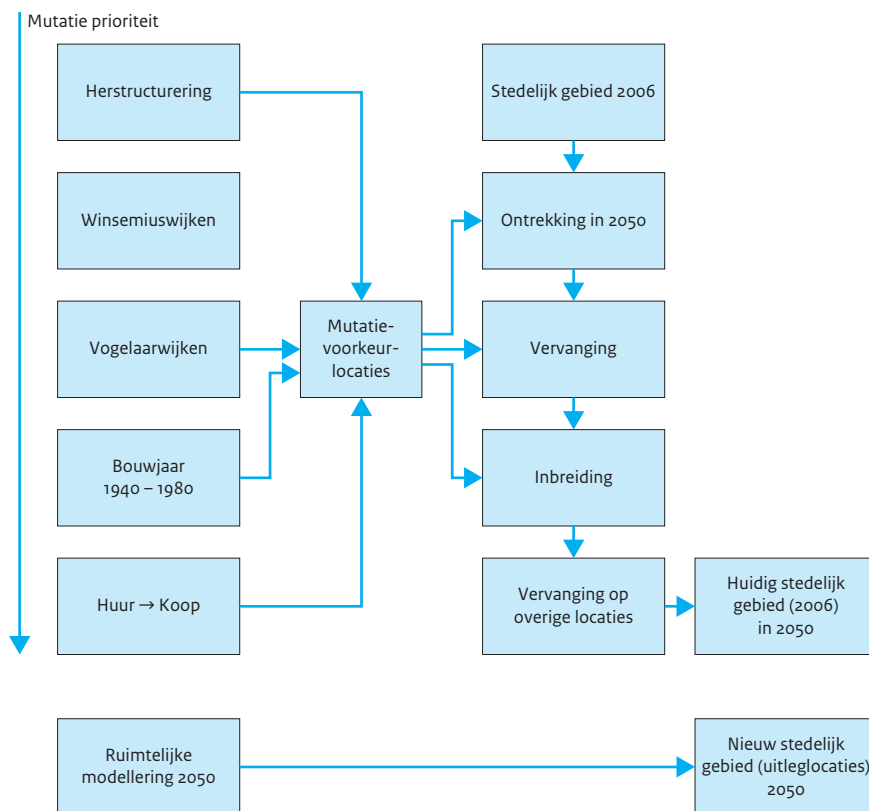 Mutatie prioriteit
Herstructurering
Stedelijk gebied 2006
Winsemiuswijken
Ontrekking in 2050
Vogelaarwijken
Mutatie-
voorkeur-
locaties
Vervanging
Bouwjaar
1940 – 1980
Inbreiding
Huur → Koop
Vervanging op
overige locaties
Huidig stedelijk
gebied (2006)
in 2050
Ruimtelijke
modellering 2050
Nieuw stedelijk
gebied (uitleglocaties)
2050